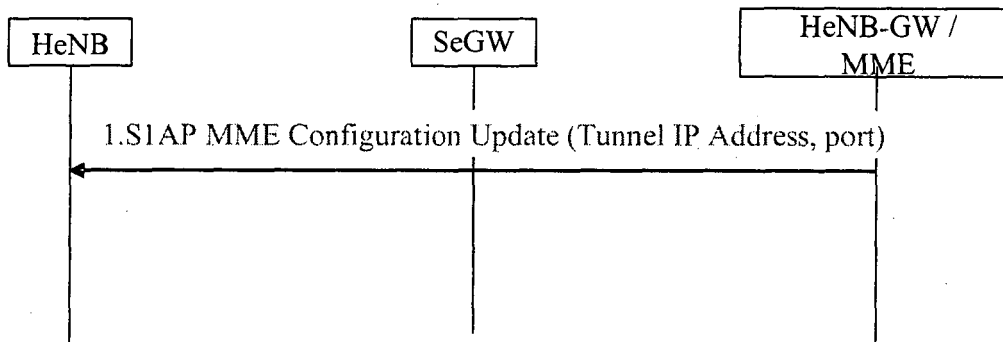 HeNB
SeGW
HeNB-GW /
MME
1.S1AP MME Configuration Update (Tunnel IP Address, port)